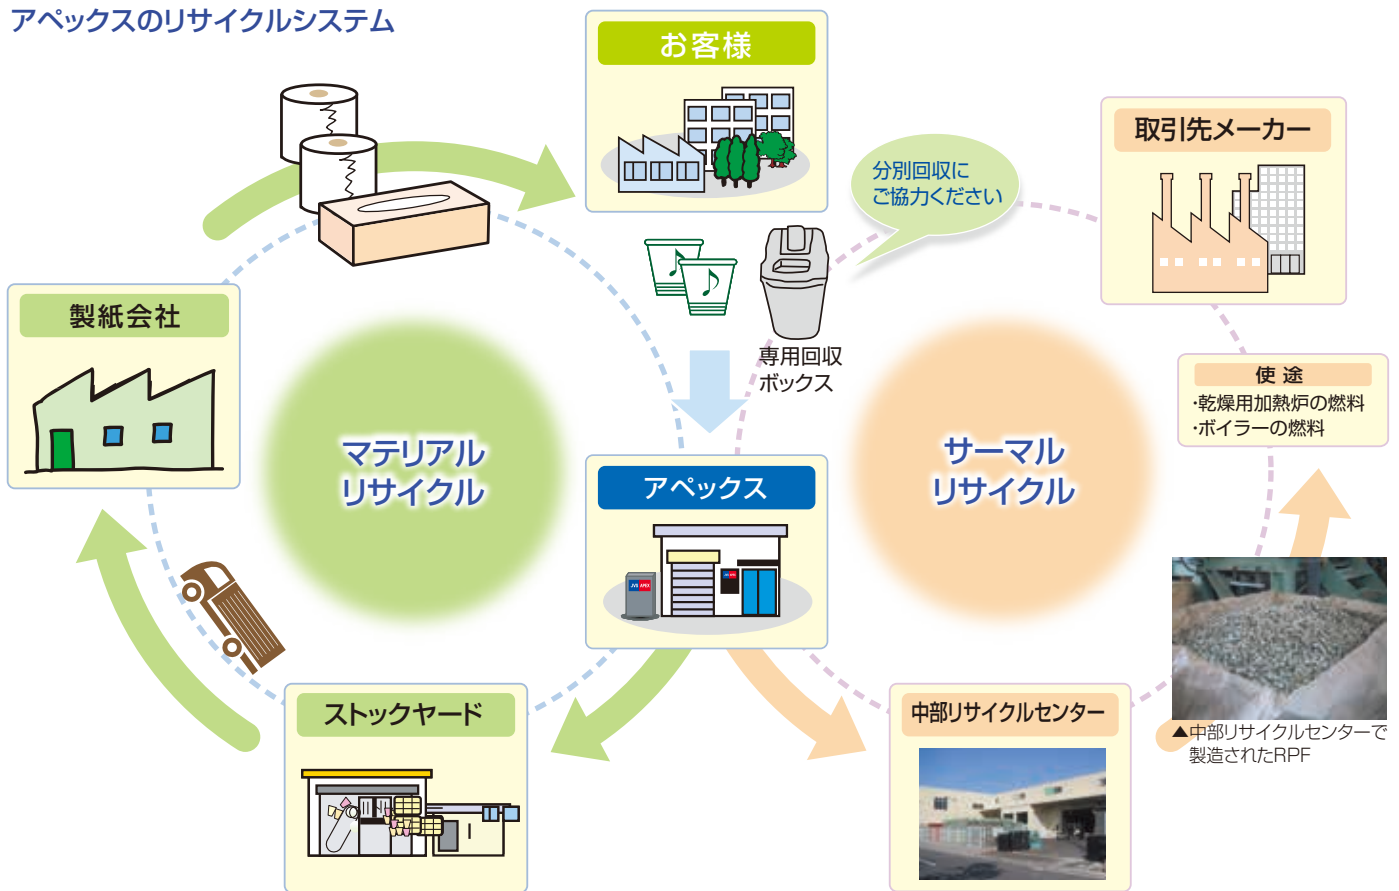 アペックスのリサイクルシステム
お客様
取引先メーカー
分別回収に
ご協力ください
製紙会社
専用回収
ボックス
使途
・乾燥用加熱炉の燃料
・ボイラーの燃料
マテリアル
リサイクル
サーマル
リサイクル
アペックス
JVS APEX
ストックヤード
中部リサイクルセンター
▲中部リサイクルセンターで
製造されたRPF